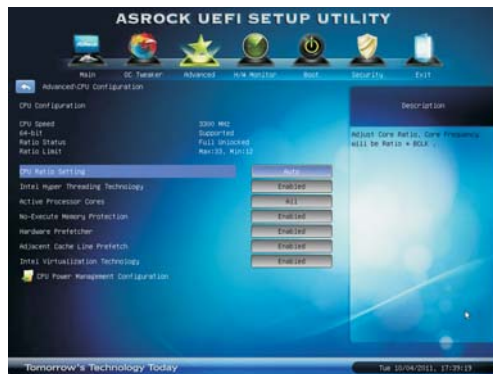 ASROCK UEFI SETUP UTILITY
Main OC Tweaker Advanced H/W Monitor Boot Security Exit
Advanced\CPU Configuration
Description
CPU Configuration
CPU Speed 3300 MHz
64-bit Supported
Ratio Status Full Unlocked
Ratio Limit Max:33, Min:12
Adjust Core Ratio. Core Frequency
will be Ratio * BCLK .
CPU Ratio Setting Auto
Intel Hyper Threading Technology Enabled
Active Processor Cores All
No-Execute Memory Protection Enabled
Hardware Prefetcher Enabled
Adjacent Cache Line Prefetch Enabled
Intel Virtualization Technology Enabled
CPU Power Management Configuration
Tomorrow's Technology Today
Tue 10/04/2011, 17:39:19